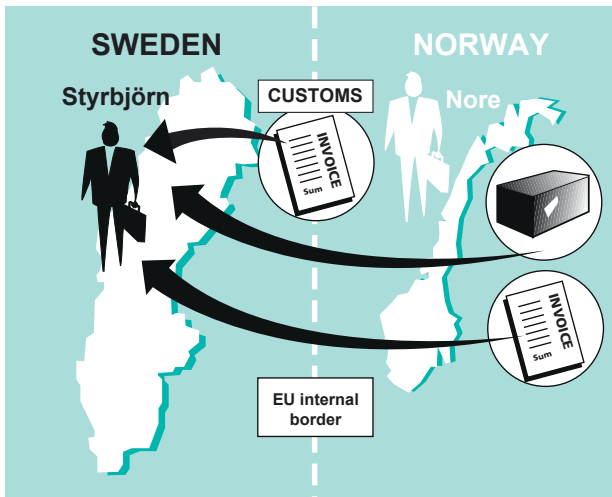 SWEDEN
NORWAY
Styrbjörn
CUSTOMS
Nore
INVOICE
Sum
INVOICE
Sum
EU internal
border